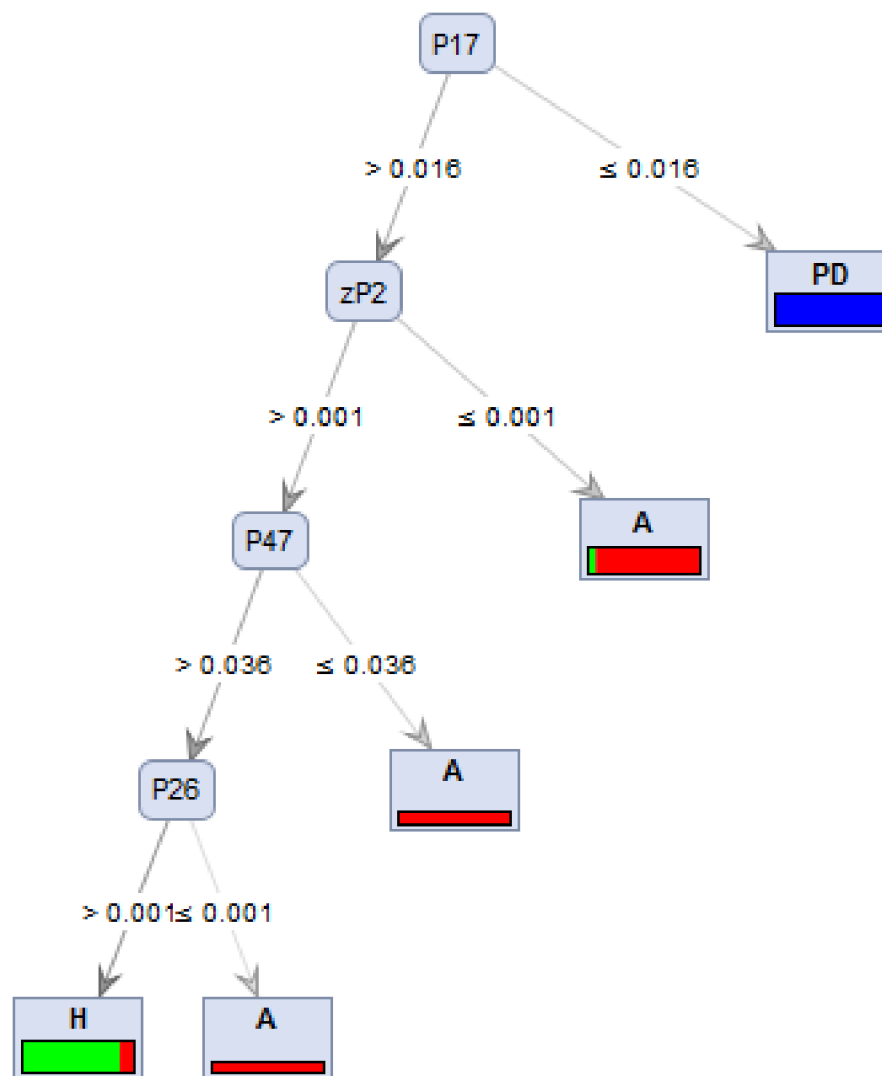 P17
> 0.016 ≤ 0.016
zP2 PD
> 0.001 ≤ 0.001
P47 A
> 0.036 ≤ 0.036
P26 A
> 0.001 ≤ 0.001
H A